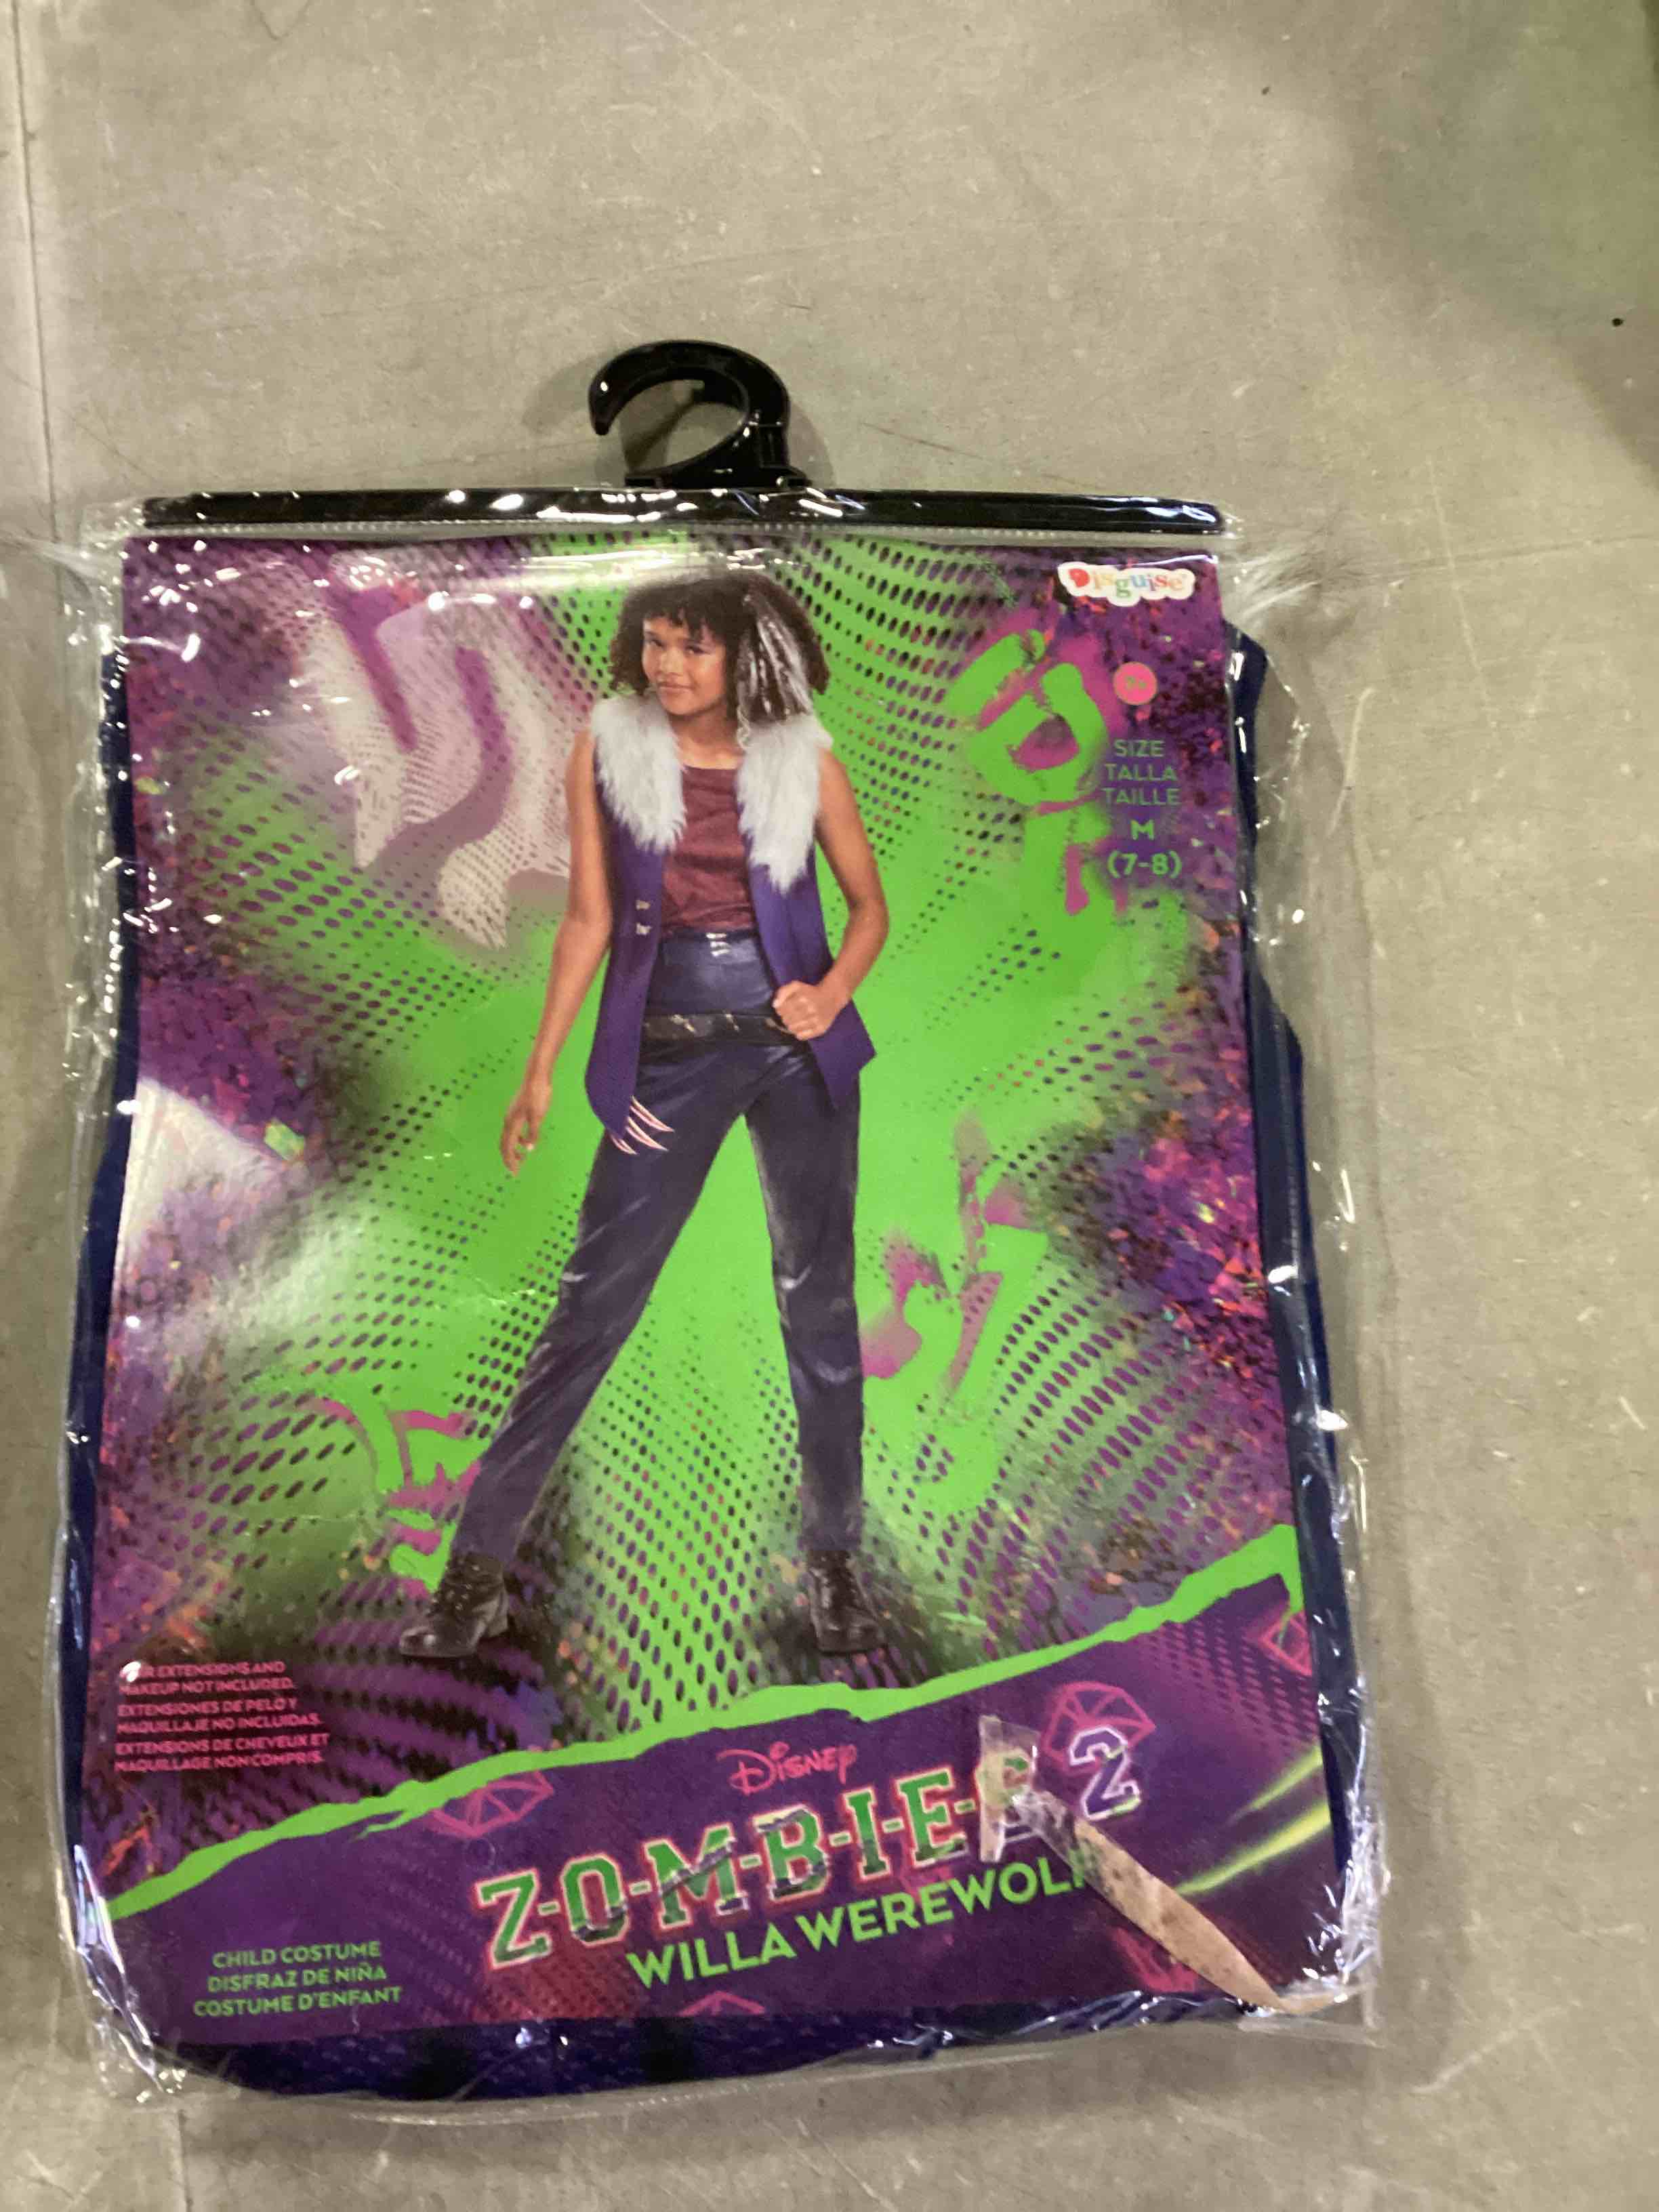 Disguise
SIZE
TALLA
TAILLE
M
(7-8)
EXTENSIONS AND
MAKEUP NOT INCLUDED.
EXTENSIONES DE PELO Y
MAQUILLAJE NO INCLUIDAS.
EXTENSIONS DE CHEVEUX ET
MAQUILLAGE NON COMPRIS.
DISNEY
Z-O-M-B-I-E-S 2
WILLA WEREWOLF
CHILD COSTUME
DISFRAZ DE NIÑA
COSTUME D'ENFANT